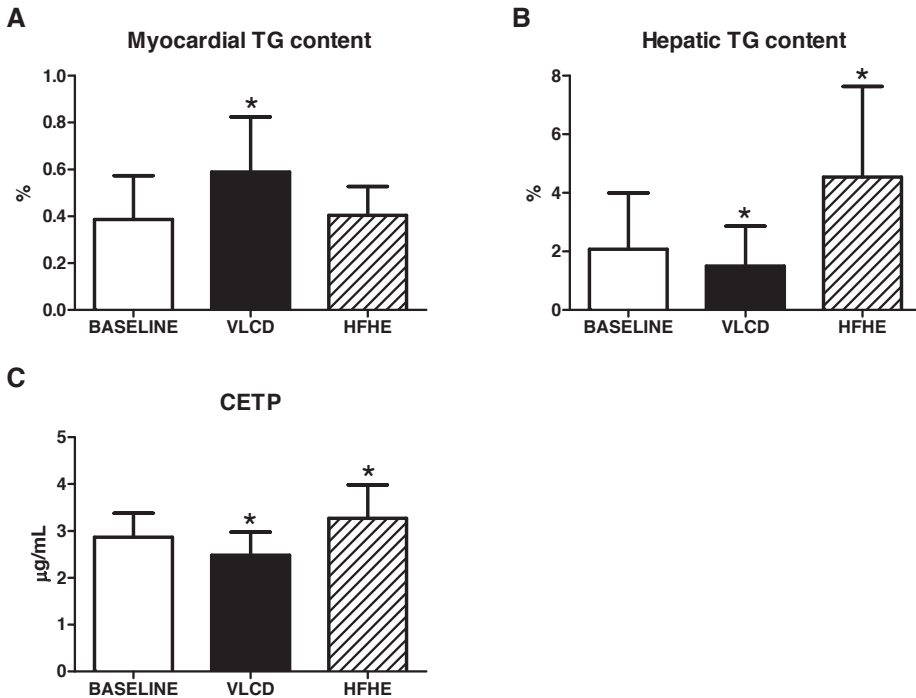 A
Myocardial TG content
1.0
0.8
0.6
0.4
0.2
0.0
%
*
BASELINE VLCD HFHE
B
Hepatic TG content
8
6
4
2
0
%
*
*
BASELINE VLCD HFHE
C
CETP
5
4
3
2
1
0
µg/mL
*
*
BASELINE VLCD HFHE